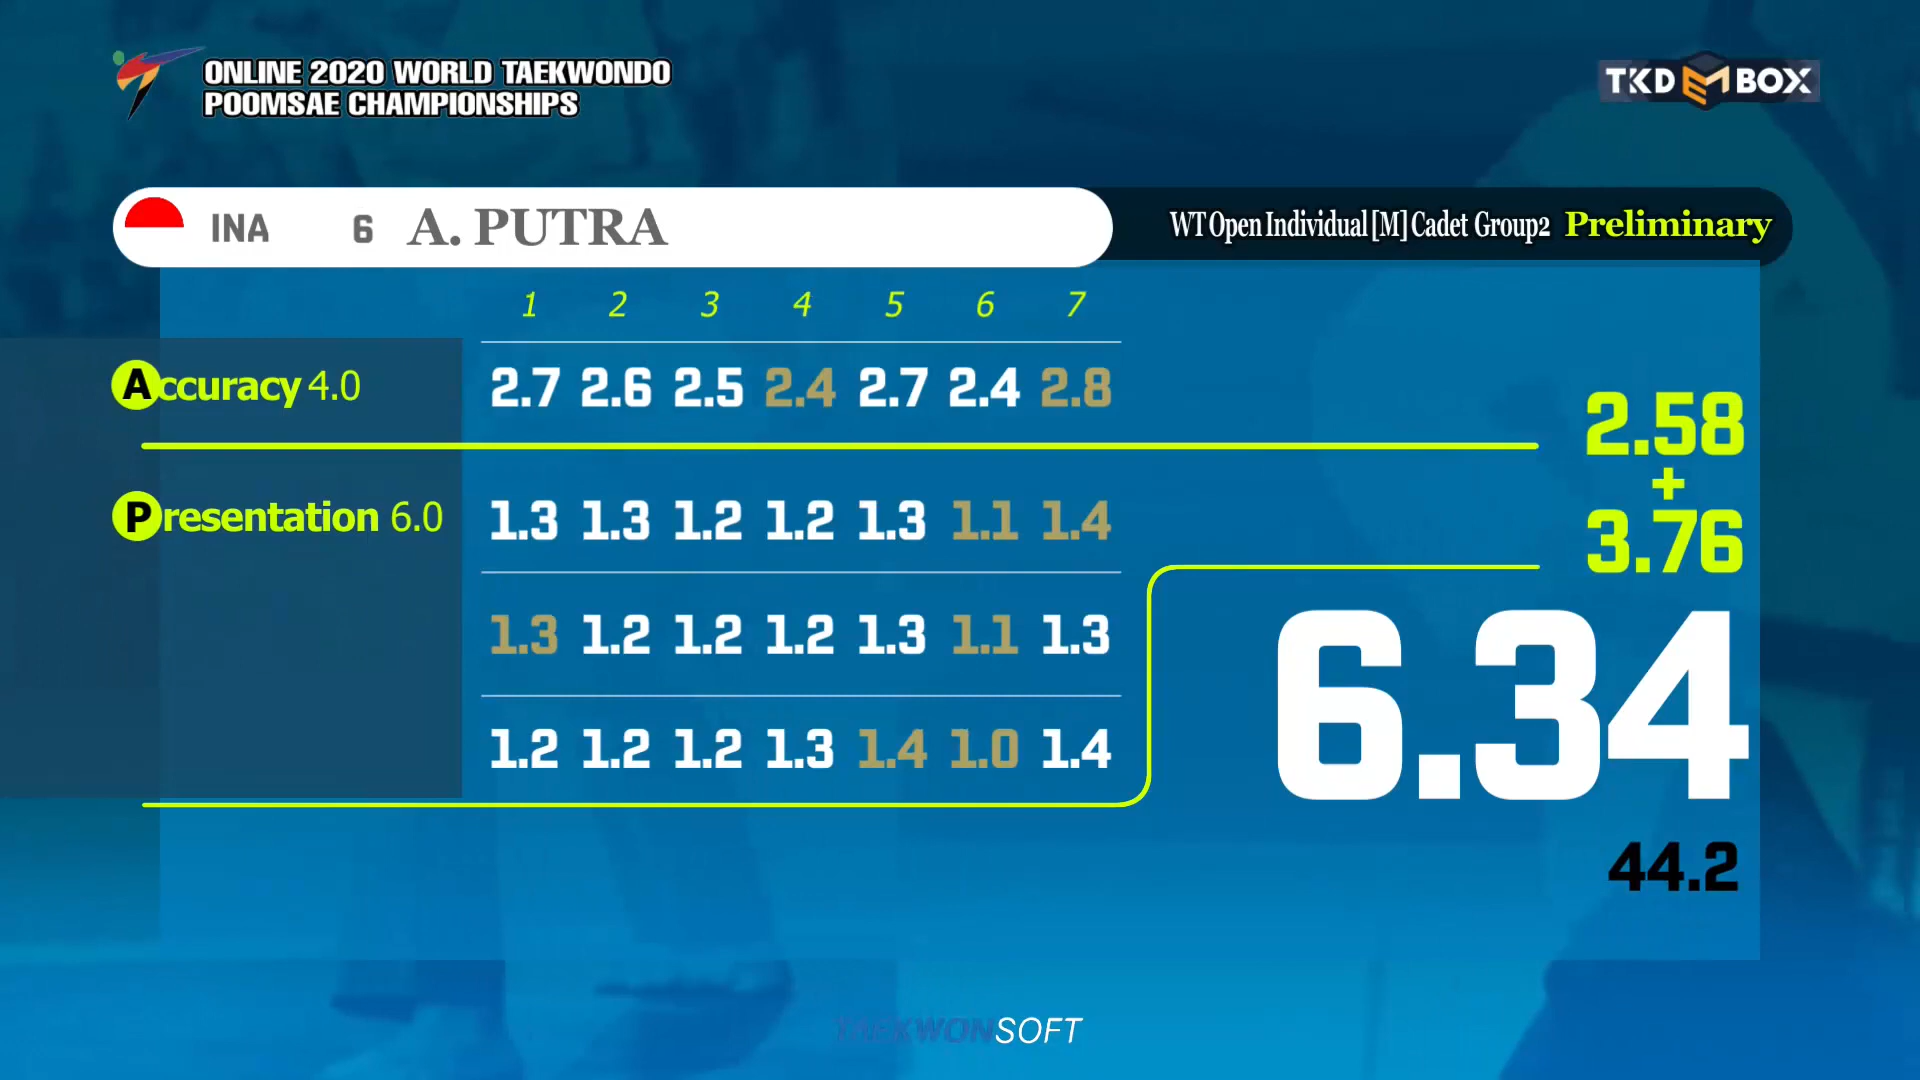 ONLINE 2020 WORLD TAEKWONDO
POOMSAE CHAMPIONSHIPS
TKD BOX
INA 6 A. PUTRA
WT Open Individual [M] Cadet Group2 Preliminary
1 2 3 4 5 6 7
Accuracy 4.0 2.7 2.6 2.5 2.4 2.7 2.4 2.8
2.58
+
Presentation 6.0 1.3 1.3 1.2 1.2 1.3 1.1 1.4
3.76
1.3 1.2 1.2 1.2 1.3 1.1 1.3
6.34
1.2 1.2 1.2 1.3 1.4 1.0 1.4
44.2
TAEKWONSOFT